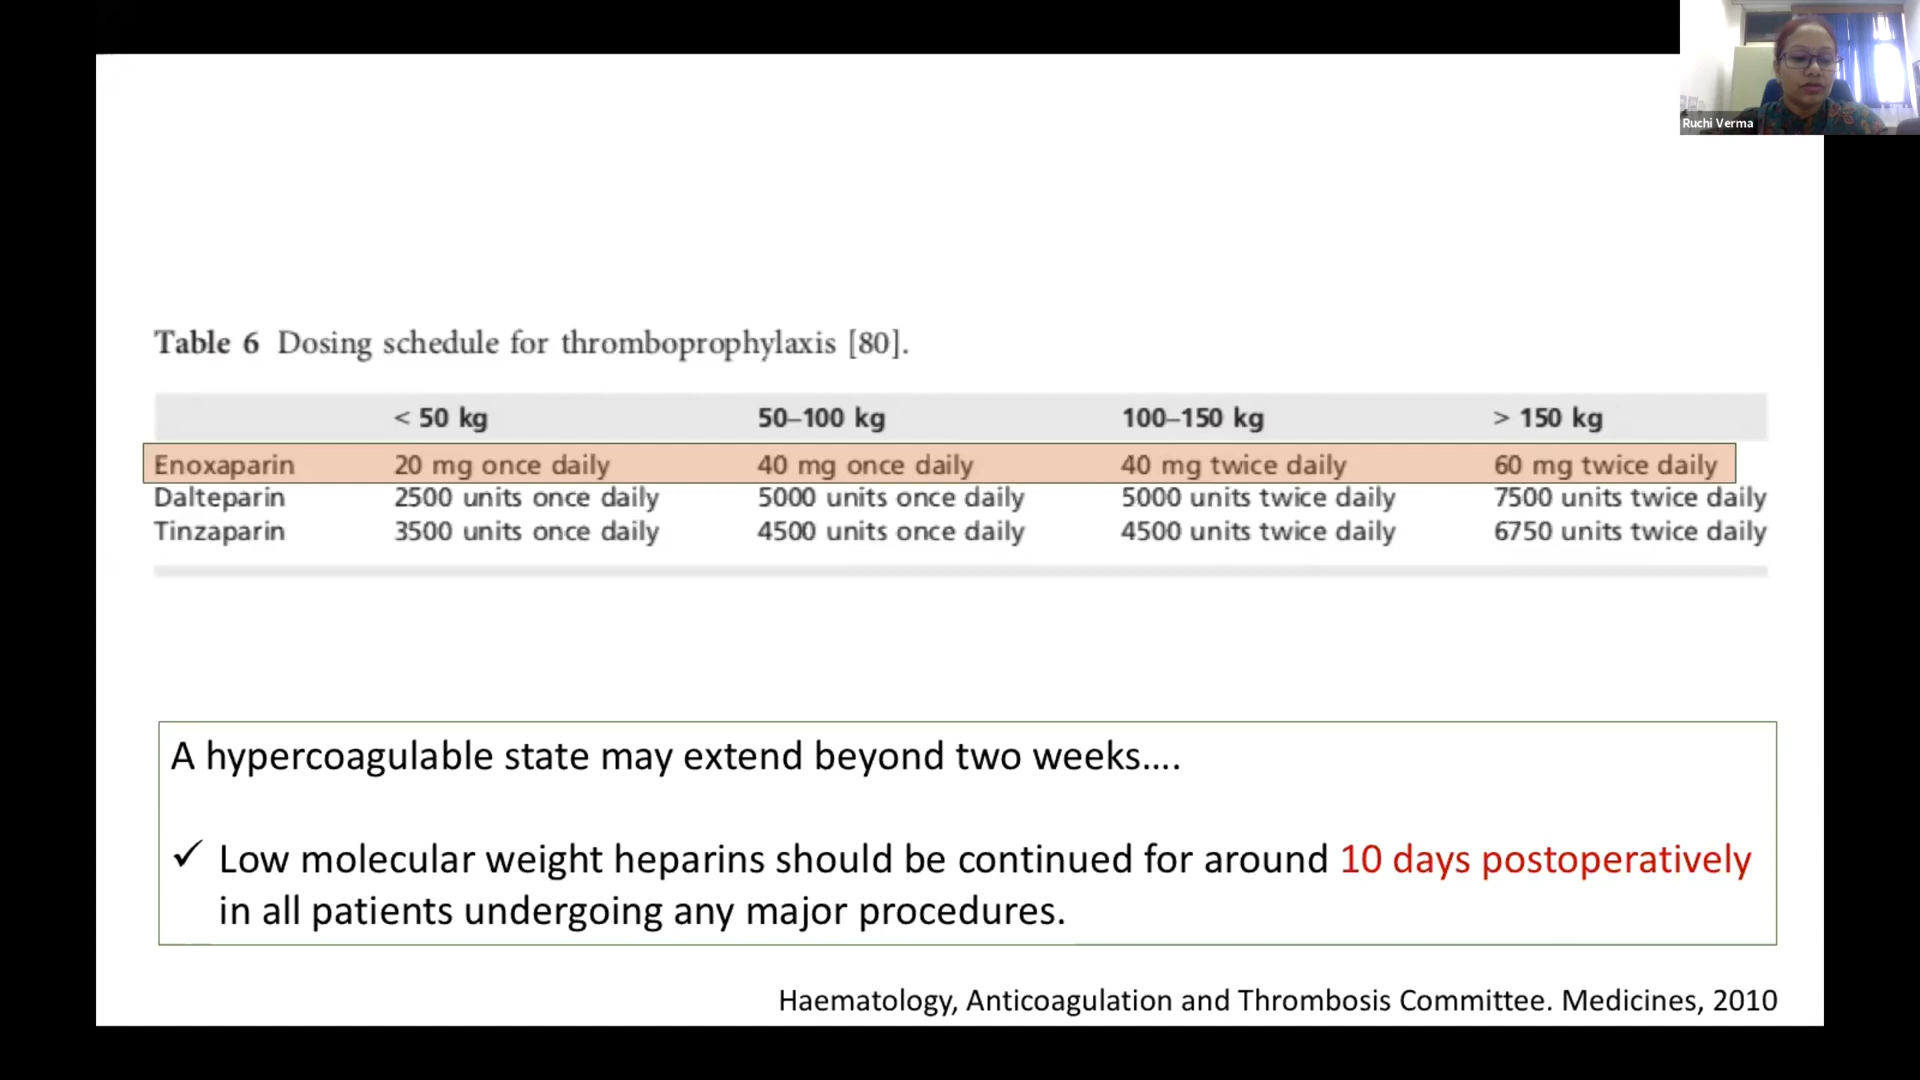 Ruchi Verma
Table 6 Dosing schedule for thromboprophylaxis [80].
< 50 kg 50–100 kg 100–150 kg > 150 kg
Enoxaparin 20 mg once daily 40 mg once daily 40 mg twice daily 60 mg twice daily
Dalteparin 2500 units once daily 5000 units once daily 5000 units twice daily 7500 units twice daily
Tinzaparin 3500 units once daily 4500 units once daily 4500 units twice daily 6750 units twice daily
A hypercoagulable state may extend beyond two weeks....
✓ Low molecular weight heparins should be continued for around 10 days postoperatively
in all patients undergoing any major procedures.
Haematology, Anticoagulation and Thrombosis Committee. Medicines, 2010